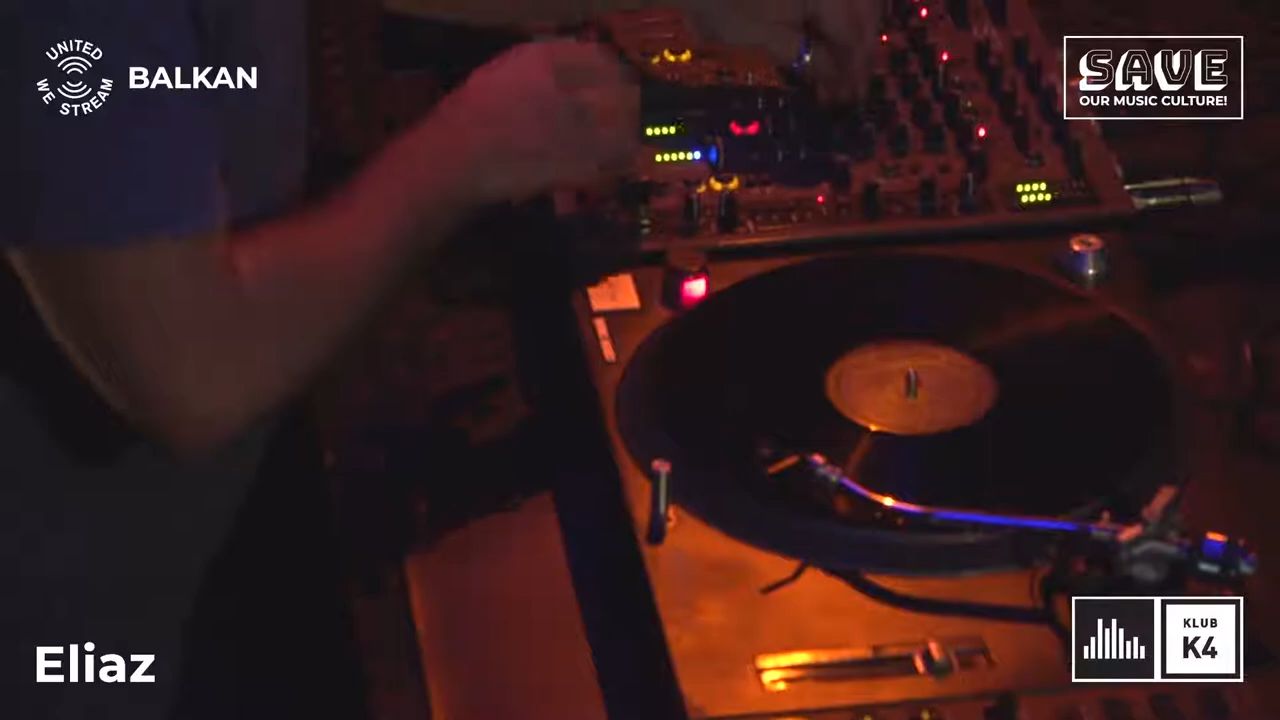 UNITED
WE STREAM
BALKAN
SAVE
OUR MUSIC CULTURE!
Eliaz
KLUB
K4